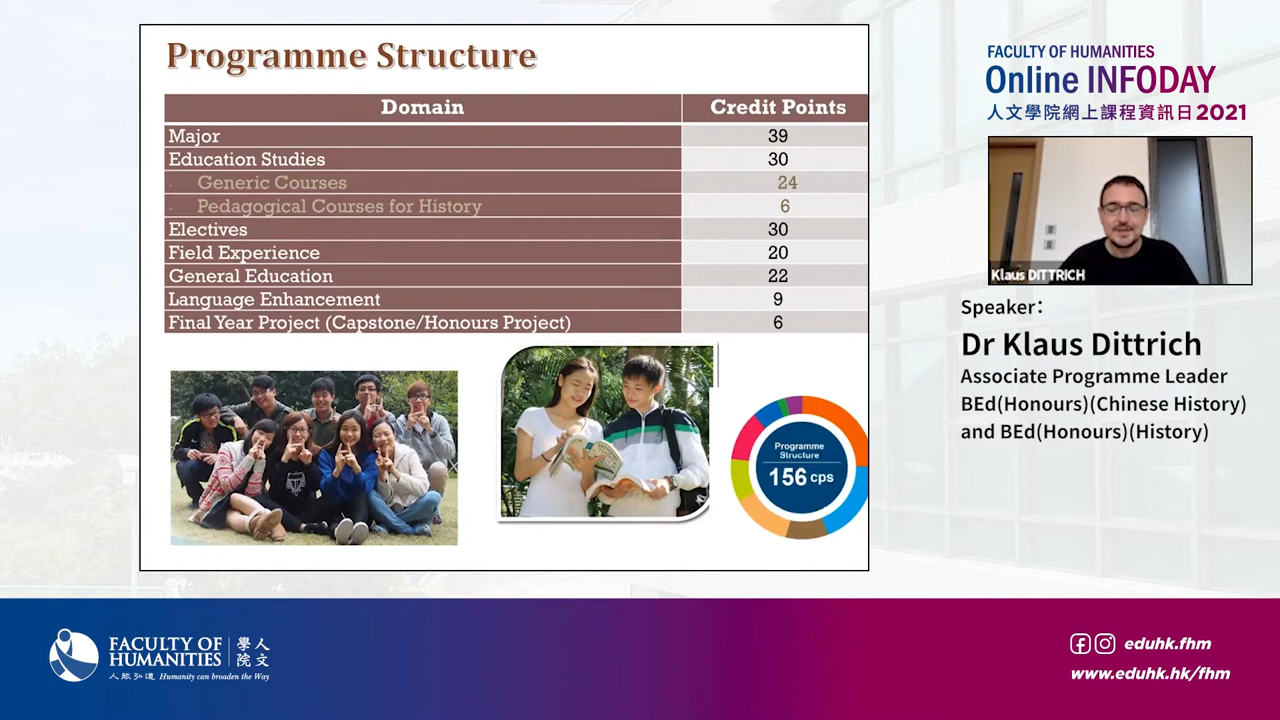 Programme Structure
Domain Credit Points
Major 39
Education Studies 30
- Generic Courses 24
- Pedagogical Courses for History 6
Electives 30
Field Experience 20
General Education 22
Language Enhancement 9
Final Year Project (Capstone/Honours Project) 6
Programme
Structure
156 cps
FACULTY OF HUMANITIES
Online INFODAY
人文學院網上課程資訊日2021
Klaus DITTRICH
Speaker:
Dr Klaus Dittrich
Associate Programme Leader
BEd(Honours)(Chinese History)
and BEd(Honours)(History)
FACULTY OF
HUMANITIES
人文
學院
人賅弘道 Humanity can broaden the Way
eduhk.fhm
www.eduhk.hk/fhm